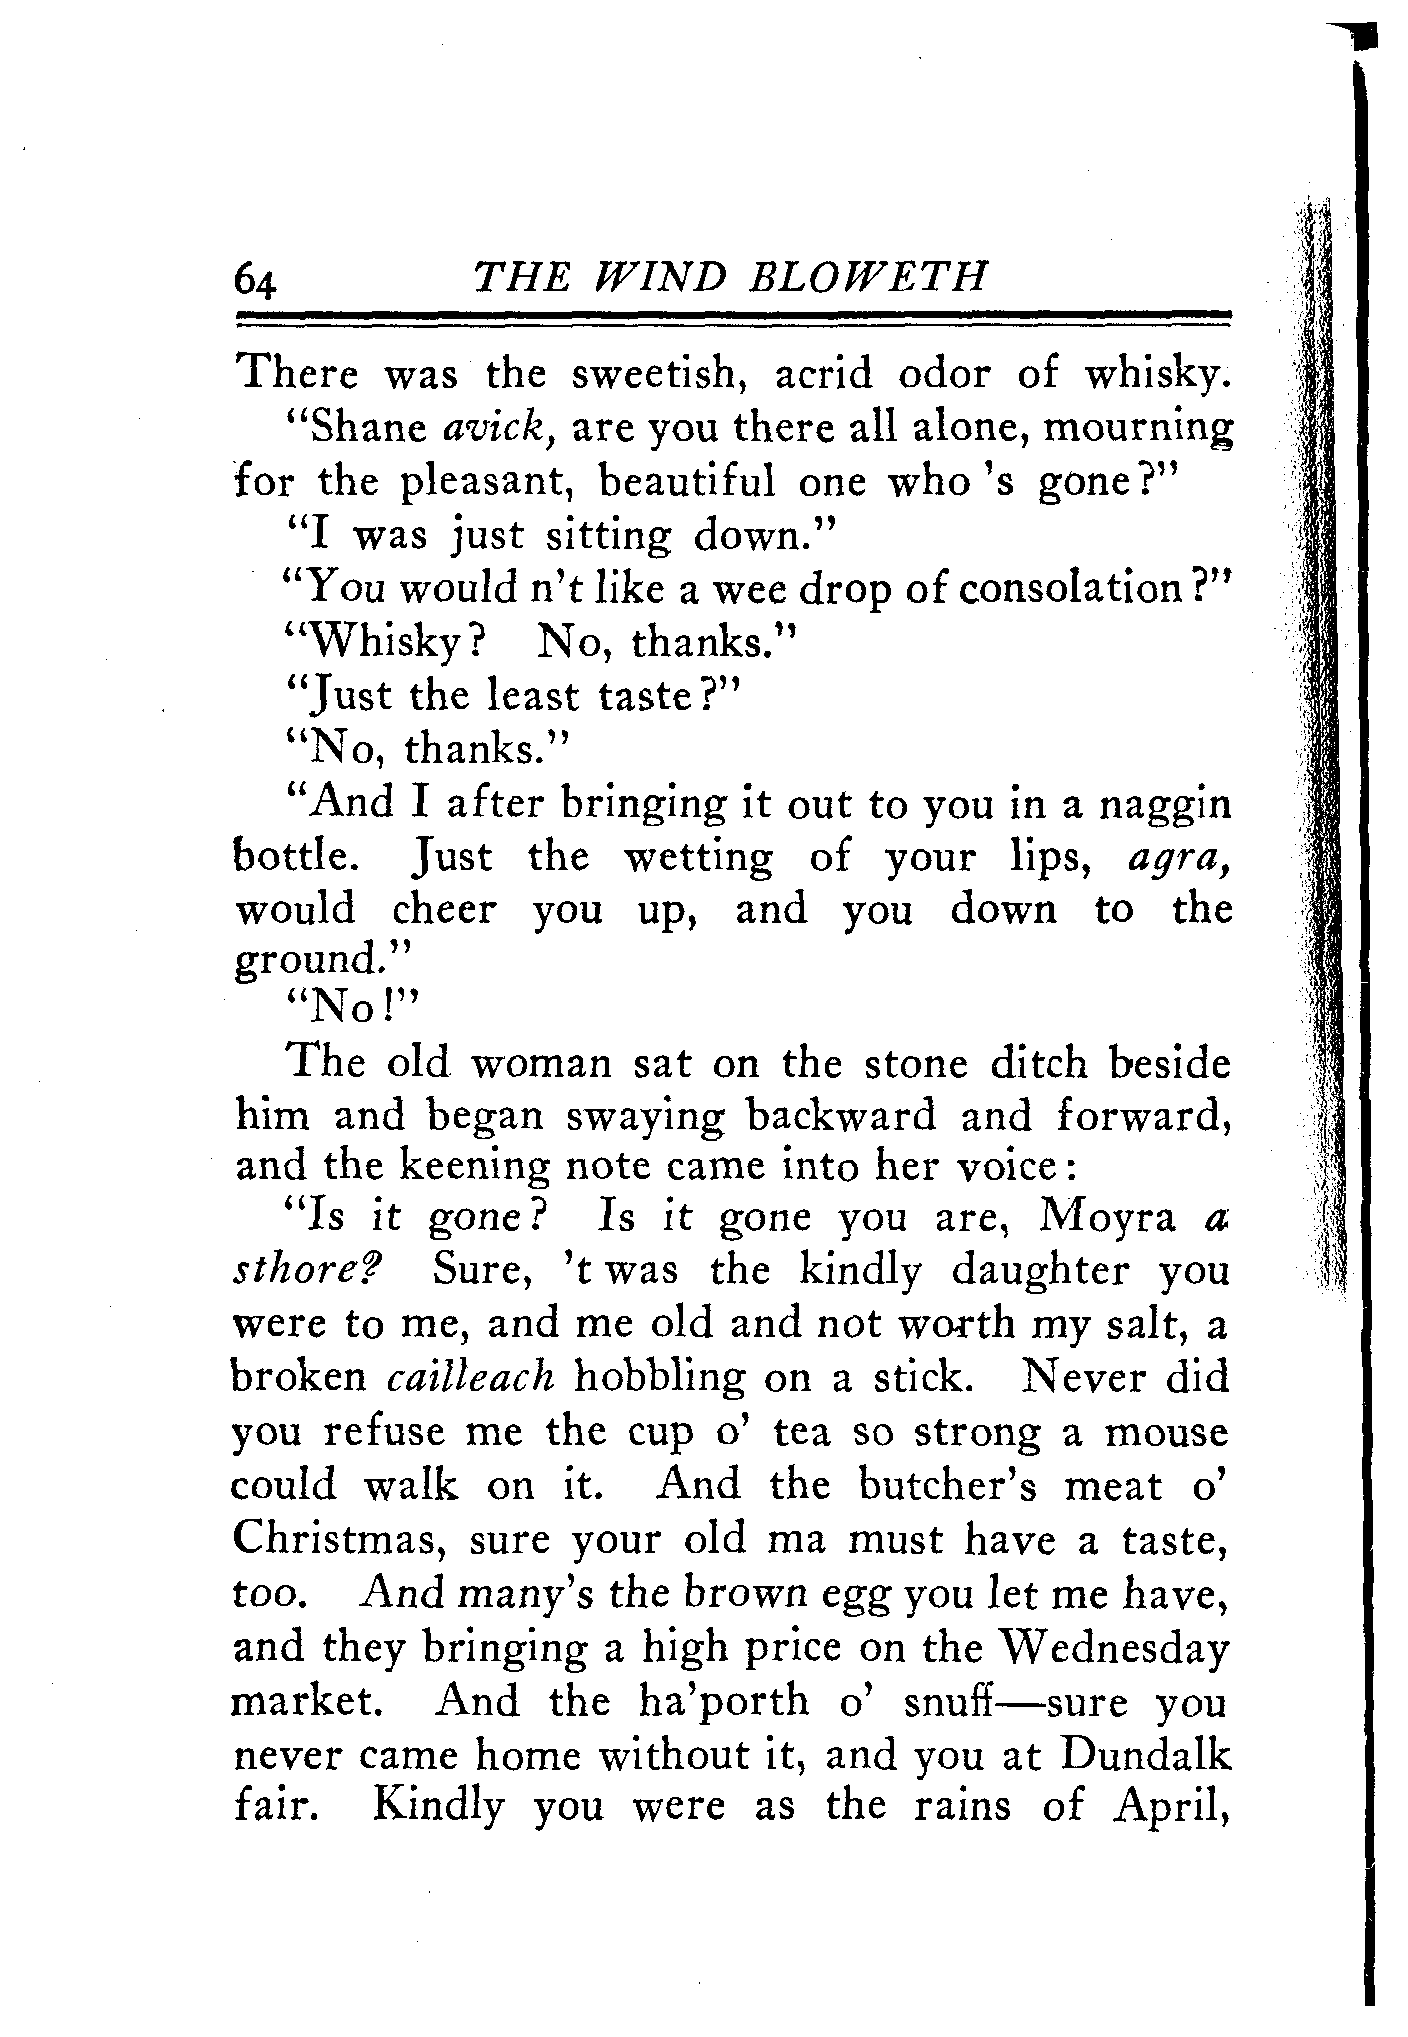 64 THE WIND BLOWETH
There was the sweetish, acrid odor of whisky.
"Shane avick, are you there all alone, mourning
for the pleasant, beautiful one who 's gone?"
"I was just sitting down."
"You would n't like a wee drop of consolation?"
"Whisky? No, thanks."
"Just the least taste?"
"No, thanks."
"And I after bringing it out to you in a naggin
bottle. Just the wetting of your lips, agra,
would cheer you up, and you down to the
ground."
"No!"
The old woman sat on the stone ditch beside
him and began swaying backward and forward,
and the keening note came into her voice:
"Is it gone? Is it gone you are, Moyra a
sthore? Sure, 't was the kindly daughter you
were to me, and me old and not worth my salt, a
broken cailleach hobbling on a stick. Never did
you refuse me the cup o' tea so strong a mouse
could walk on it. And the butcher's meat o'
Christmas, sure your old ma must have a taste,
too. And many's the brown egg you let me have,
and they bringing a high price on the Wednesday
market. And the ha'porth o' snuff—sure you
never came home without it, and you at Dundalk
fair. Kindly you were as the rains of April,